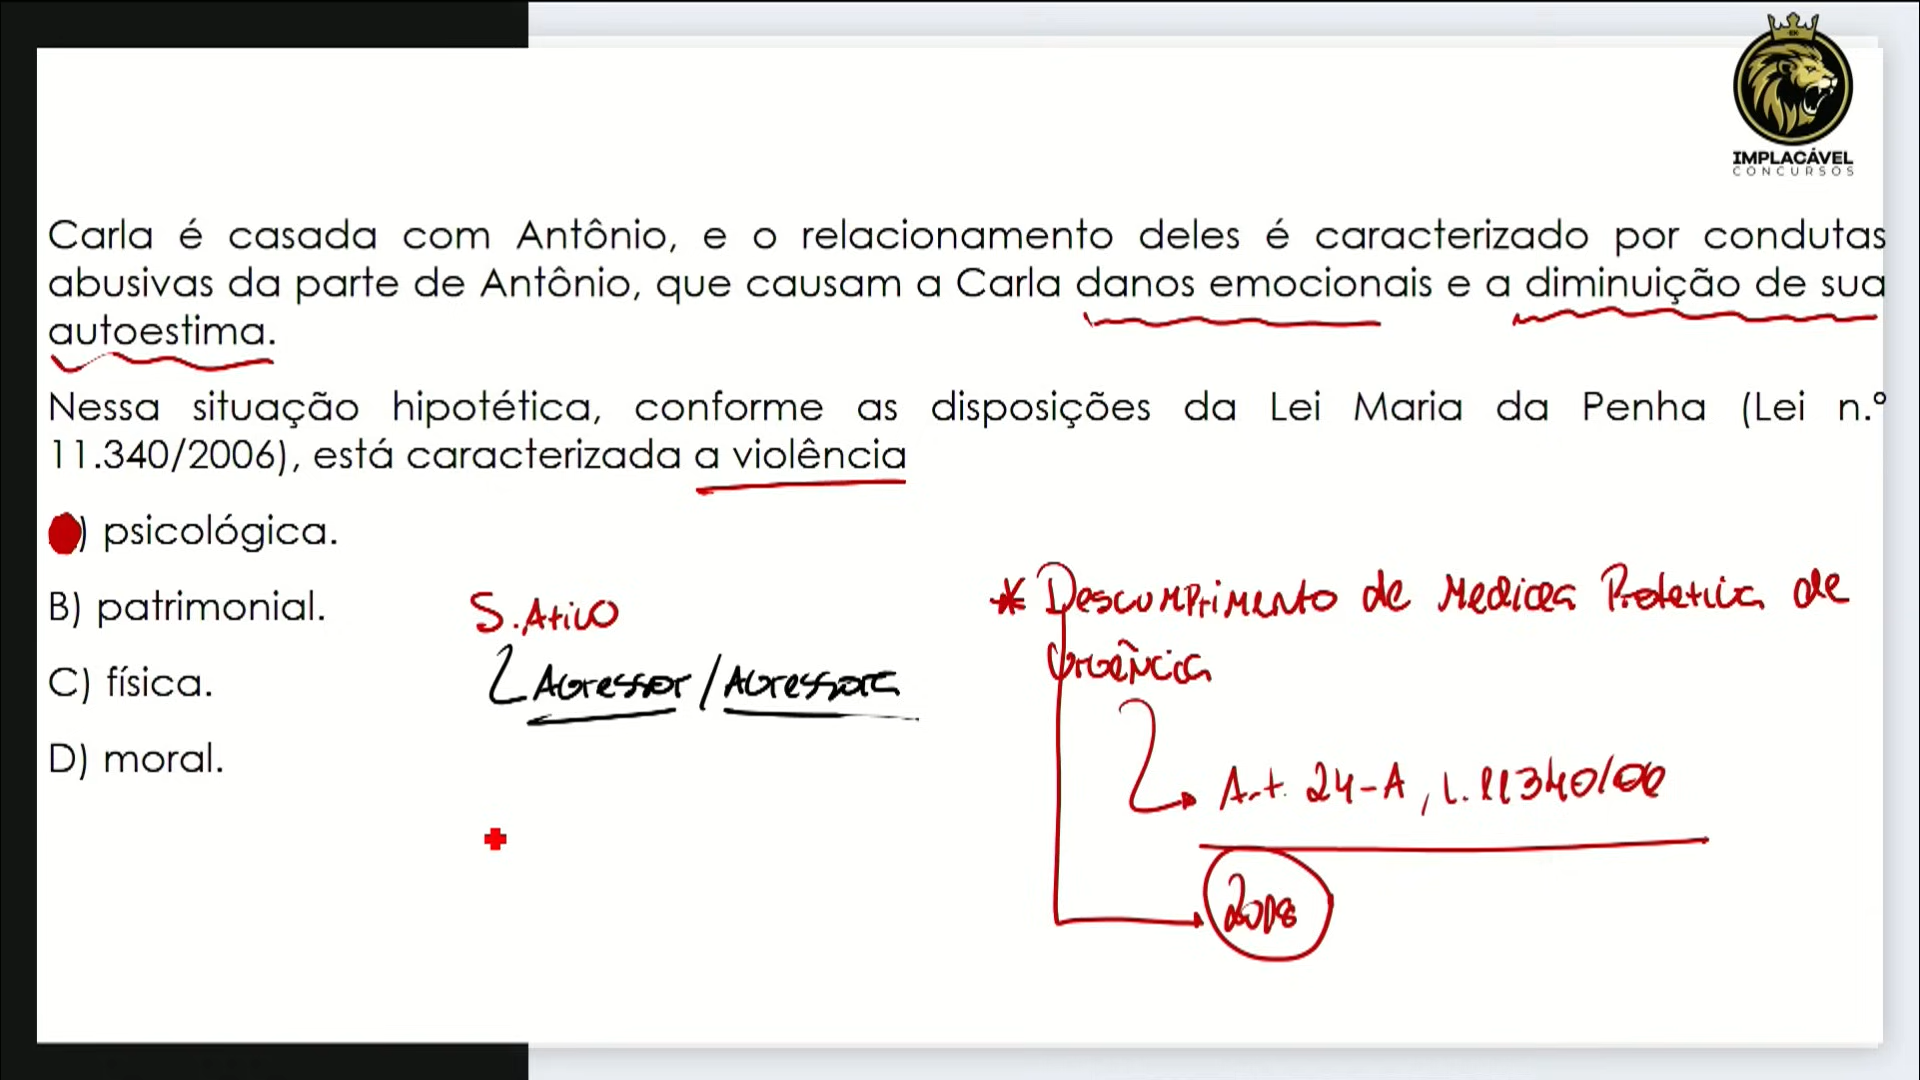 IMPLACÁVEL
CONCURSOS
Carla é casada com Antônio, e o relacionamento deles é caracterizado por condutas
abusivas da parte de Antônio, que causam a Carla danos emocionais e a diminuição de sua
autoestima.
Nessa situação hipotética, conforme as disposições da Lei Maria da Penha (Lei n.º
11.340/2006), está caracterizada a violência
) psicológica.
B) patrimonial.
C) física.
D) moral.
S. Ativo
Agressor / Agressora
* Descumprimento de Medida Protetiva de
Urgência
Art. 24-A, L. 11340/06
2018